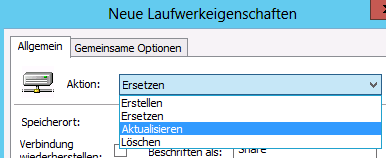 Neue Laufwerkeigenschaften
Allgemein Gemeinsame Optionen
Aktion: Ersetzen
Erstellen
Ersetzen
Aktualisieren
Speicherort:
Löschen
Verbindung
wiederherstellen: Beschriften als: Share